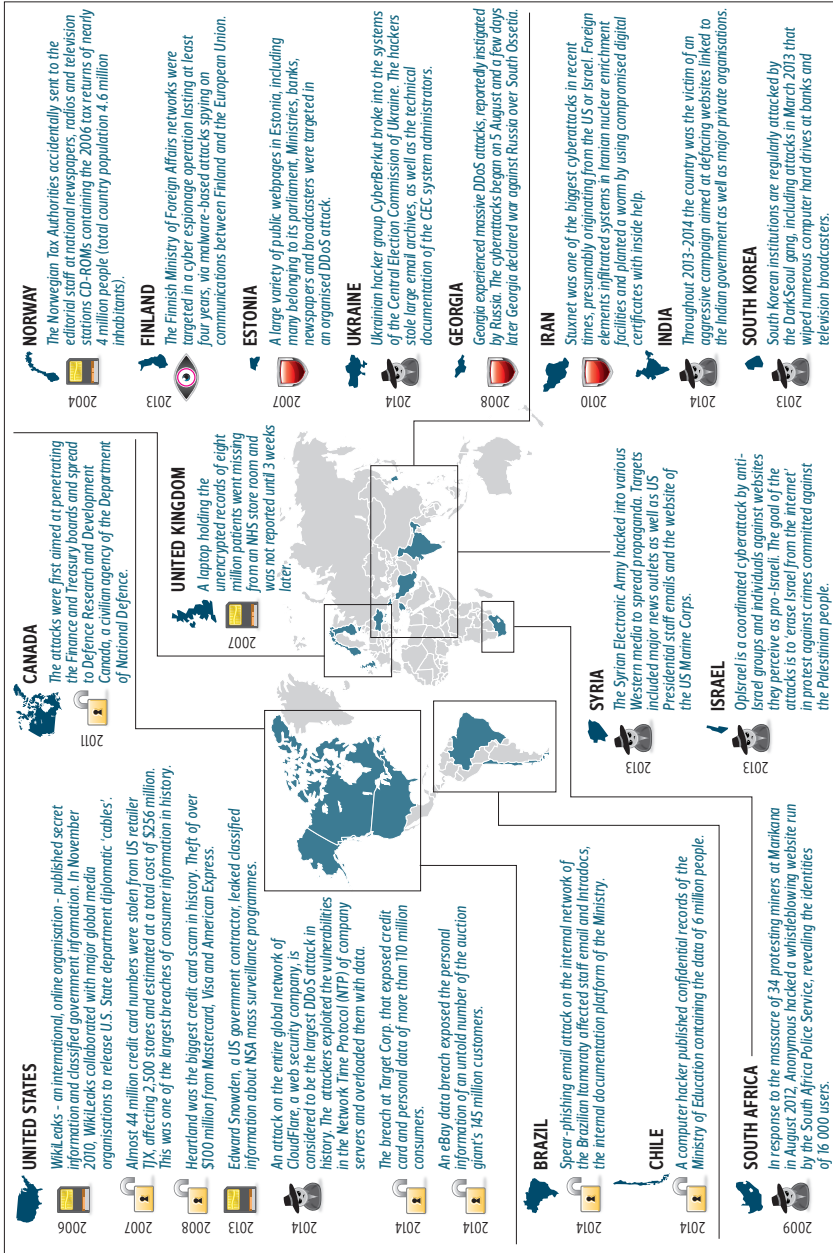 UNITED STATES
WikiLeaks - an international, online organisation - published secret
information and classified government information. In November
2010, WikiLeaks collaborated with major global media
organisations to release U.S. State department diplomatic 'cables'.
2006
Almost 44 million credit card numbers were stolen from US retailer
TJX, affecting 2,500 stores and estimated at a total cost of $256 million.
This was one of the largest breaches of consumer information in history.
2007
Heartland was the biggest credit card scam in history. Theft of over
$100 million from Mastercard, Visa and American Express.
2008
Edward Snowden, a US government contractor, leaked classified
information about NSA mass surveillance programmes.
2013
An attack on the entire global network of
CloudFlare, a web security company, is
considered to be the largest DDoS attack in
history. The attackers exploited the vulnerabilities
in the Network Time Protocol (NTP) of company
servers and overloaded them with data.
2014
The breach at Target Corp. that exposed credit
card and personal data of more than 110 million
consumers.
2014
An eBay data breach exposed the personal
information of an untold number of the auction
giant's 145 million customers.
2014
BRAZIL
Spear-phishing email attack on the internal network of
the Brazilian Itamaraty affected staff email and Intradocs,
the internal documentation platform of the Ministry.
2014
CHILE
A computer hacker published confidential records of the
Ministry of Education containing the data of 6 million people.
2014
SOUTH AFRICA
In response to the massacre of 34 protesting miners at Marikana
in August 2012, Anonymous hacked a whistleblowing website run
by the South Africa Police Service, revealing the identities
of 16 000 users.
2009
CANADA
The attacks were first aimed at penetrating
the Finance and Treasury boards and spread
to Defence Research and Development
Canada, a civilian agency of the Department
of National Defence.
2011
UNITED KINGDOM
A laptop holding the
unencrypted records of eight
million patients went missing
from an NHS store room and
was not reported until 3 weeks
later.
2007
SYRIA
The Syrian Electronic Army hacked into various
Western media to spread propaganda. Targets
included major news outlets as well as US
Presidential staff emails and the website of
the US Marine Corps.
2013
ISRAEL
OpIsrael is a coordinated cyberattack by anti-
Israel groups and individuals against websites
they perceive as pro-Israeli. The goal of the
attacks is to 'erase Israel from the internet'
in protest against crimes committed against
the Palestinian people.
2013
NORWAY
The Norwegian Tax Authorities accidentally sent to the
editorial staff at national newspapers, radios and television
stations CD-ROMs containing the 2006 tax returns of nearly
4 million people (total country population 4.6 million
inhabitants).
2004
FINLAND
The Finnish Ministry of Foreign Affairs networks were
targeted in a cyber espionage operation lasting at least
four years, via malware-based attacks spying on
communications between Finland and the European Union.
2013
ESTONIA
A large variety of public webpages in Estonia, including
many belonging to its parliament, Ministries, banks,
newspapers and broadcasters were targeted in
an organised DDoS attack.
2007
UKRAINE
Ukrainian hacker group CyberBerkut broke into the systems
of the Central Election Commission of Ukraine. The hackers
stole large email archives, as well as the technical
documentation of the CEC system administrators.
2014
GEORGIA
Georgia experienced massive DDoS attacks, reportedly instigated
by Russia. The cyberattacks began on 5 August and a few days
later Georgia declared war against Russia over South Ossetia.
2008
IRAN
Stuxnet was one of the biggest cyberattacks in recent
times, presumably originating from the US or Israel. Foreign
elements infiltrated systems in Iranian nuclear enrichment
facilities and planted a worm by using compromised digital
certificates with inside help.
2010
INDIA
Throughout 2013-2014 the country was the victim of an
aggressive campaign aimed at defacing websites linked to
the Indian government as well as major private organisations.
2014
SOUTH KOREA
South Korean institutions are regularly attacked by
the DarkSeoul gang, including attacks in March 2013 that
wiped numerous computer hard drives at banks and
television broadcasters.
2013